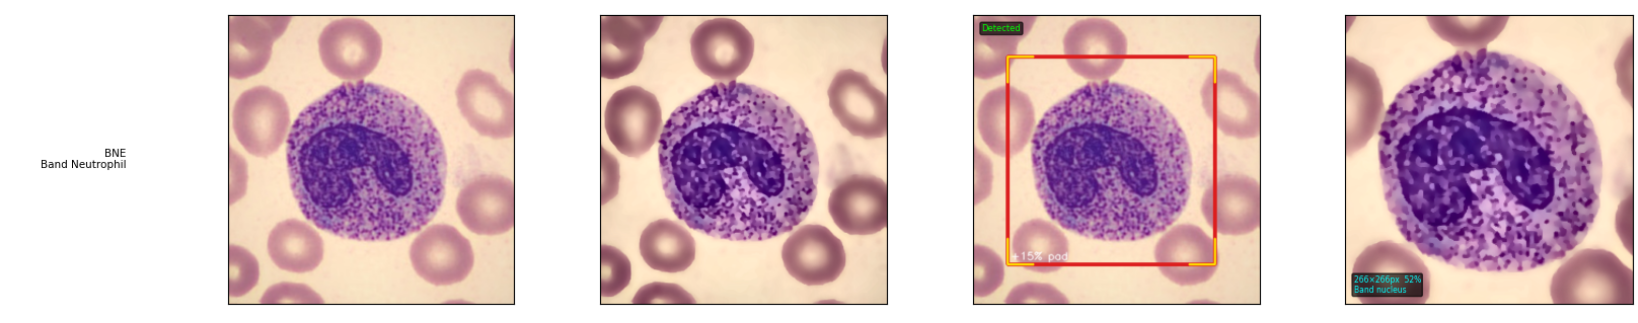 BNE
Band Neutrophil
Detected
+15% pad
266×266px 52%
Band nucleus